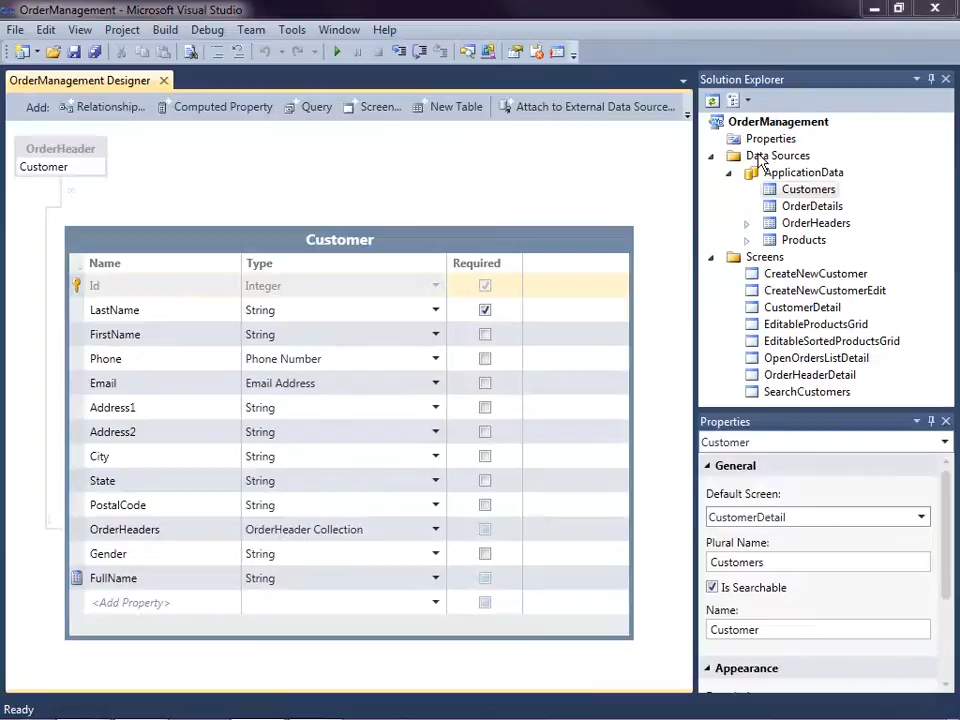 OrderManagement - Microsoft Visual Studio
File Edit View Project Build Debug Team Tools Test Window Help
OrderManagement Designer
Add: Relationship... Computed Property Query Screen... New Table Attach to External Data Source...
OrderHeader
Customer
∞
Customer
Name Type Required
Id Integer
LastName String
FirstName String
Phone Phone Number
Email Email Address
Address1 String
Address2 String
City String
State String
PostalCode String
OrderHeaders OrderHeader Collection
Gender String
FullName String
<Add Property>
Solution Explorer
OrderManagement
Properties
Data Sources
ApplicationData
Customers
OrderDetails
OrderHeaders
Products
Screens
CreateNewCustomer
CreateNewCustomerEdit
CustomerDetail
EditableProductsGrid
EditableSortedProductsGrid
OpenOrdersListDetail
OrderHeaderDetail
SearchCustomers
Properties
Customer
General
Default Screen:
CustomerDetail
Plural Name:
Customers
Is Searchable
Name:
Customer
Appearance
Ready